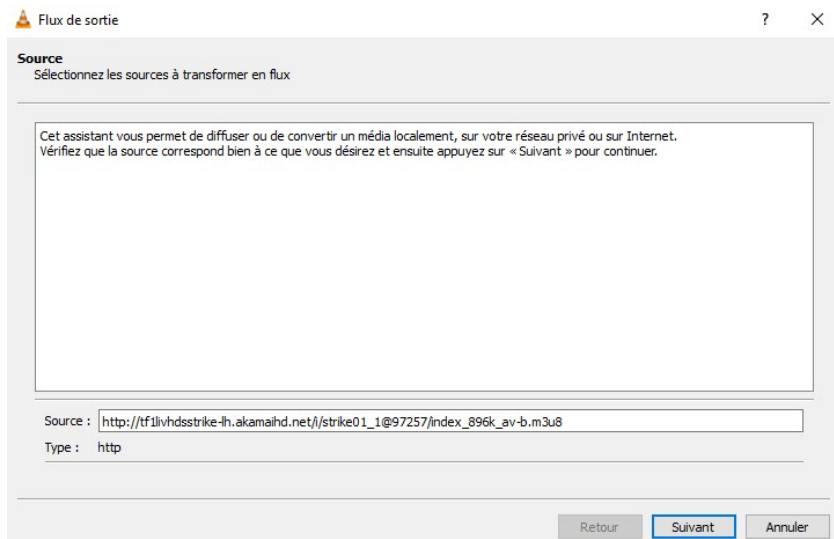 Flux de sortie
?
Source
Sélectionnez les sources à transformer en flux
Cet assistant vous permet de diffuser ou de convertir un média localement, sur votre réseau privé ou sur Internet.
Vérifiez que la source correspond bien à ce que vous désirez et ensuite appuyez sur « Suivant » pour continuer.
Source : http://tf1livhdsstrike-lh.akamaihd.net/i/strike01_1@97257/index_896k_av-b.m3u8
Type : http
Retour Suivant Annuler